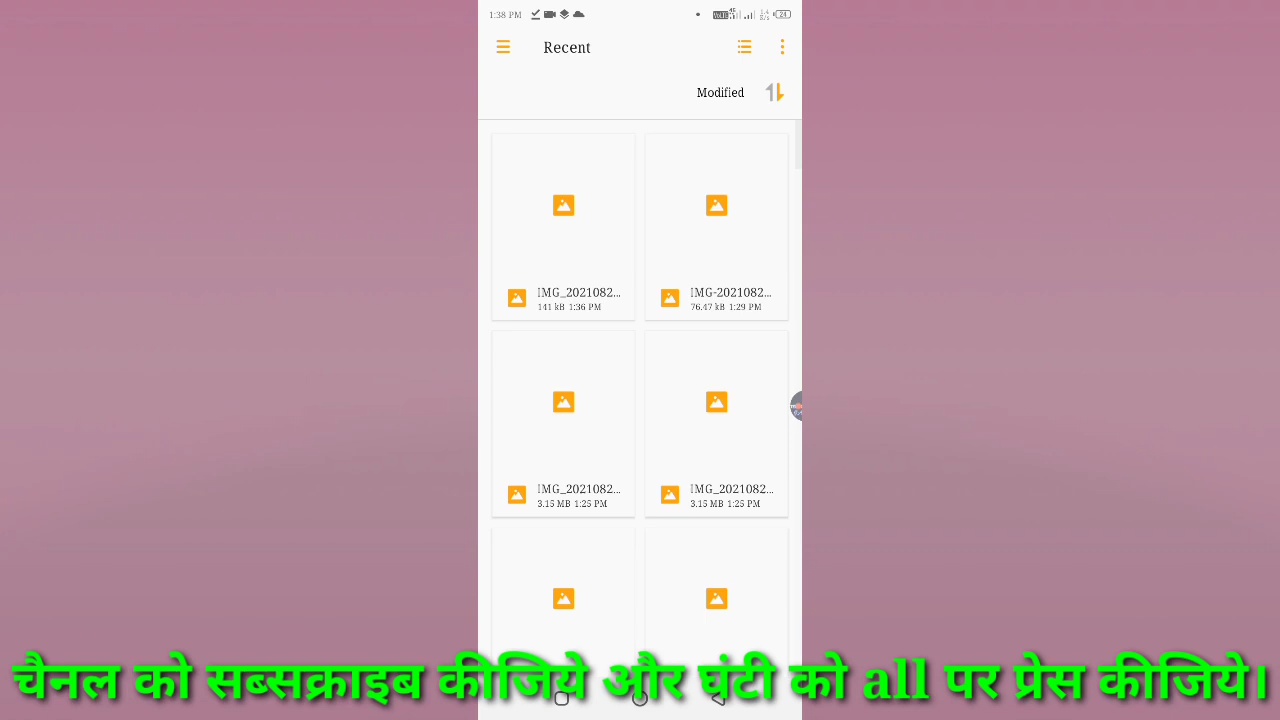 1:38 PM
Recent
Modified
IMG_2021082...
141 kB 1:36 PM
IMG-2021082...
76.47 kB 1:29 PM
IMG_2021082...
3.15 MB 1:25 PM
IMG_2021082...
3.15 MB 1:25 PM
चैनल को सब्सक्राइब कीजिये और घंटी को all पर प्रेस कीजिये।